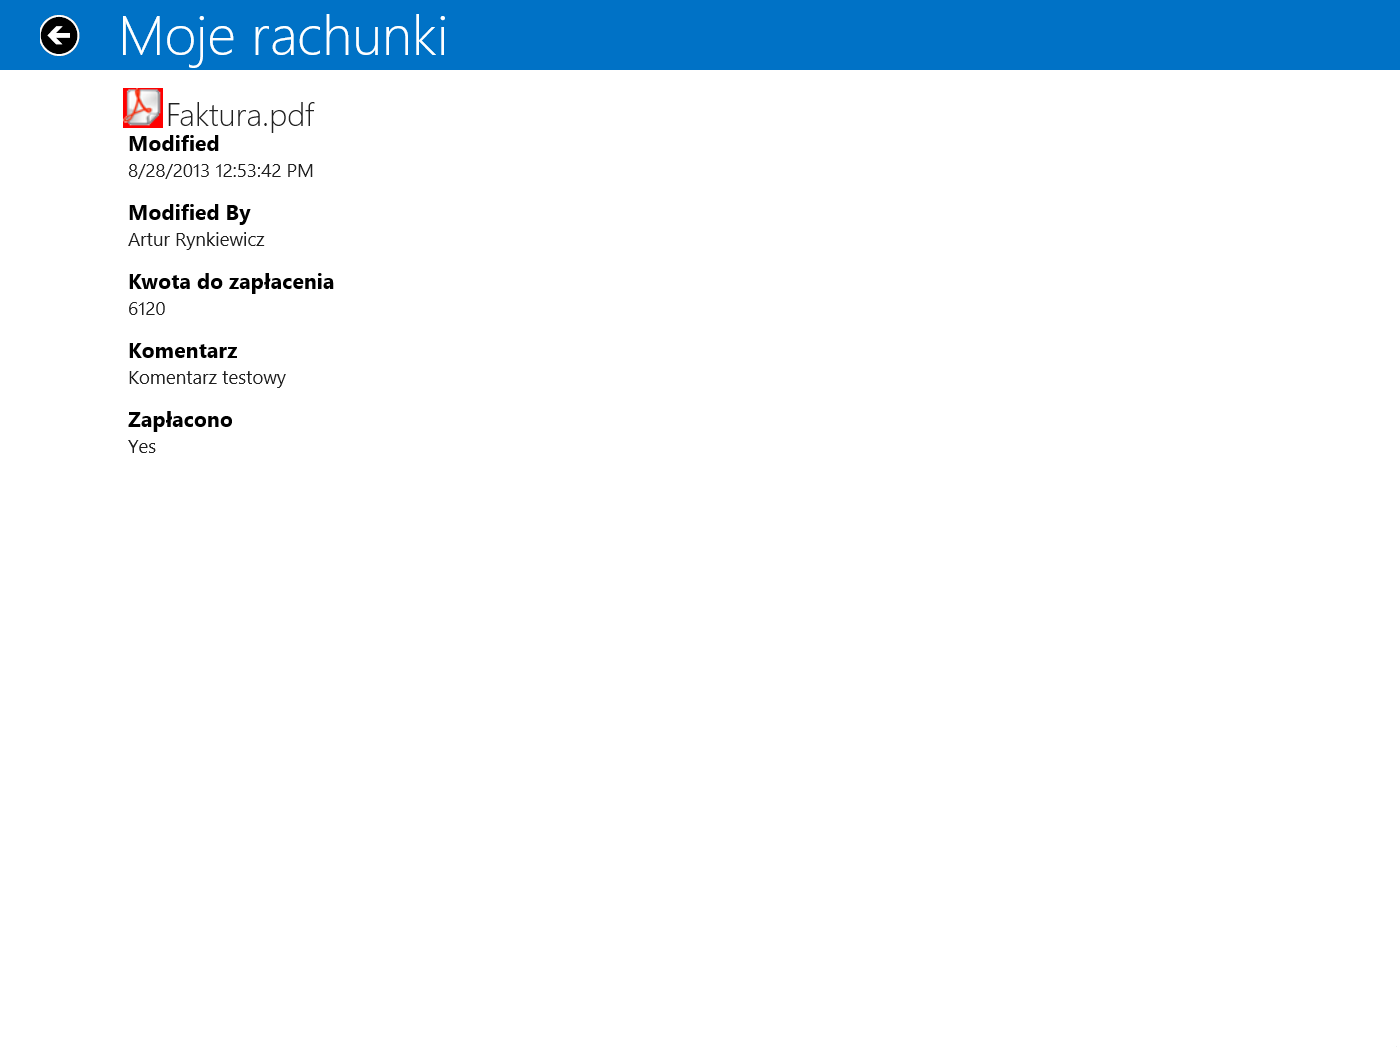 Moje rachunki
Faktura.pdf
Modified
8/28/2013 12:53:42 PM
Modified By
Artur Rynkiewicz
Kwota do zapłacenia
6120
Komentarz
Komentarz testowy
Zapłacono
Yes